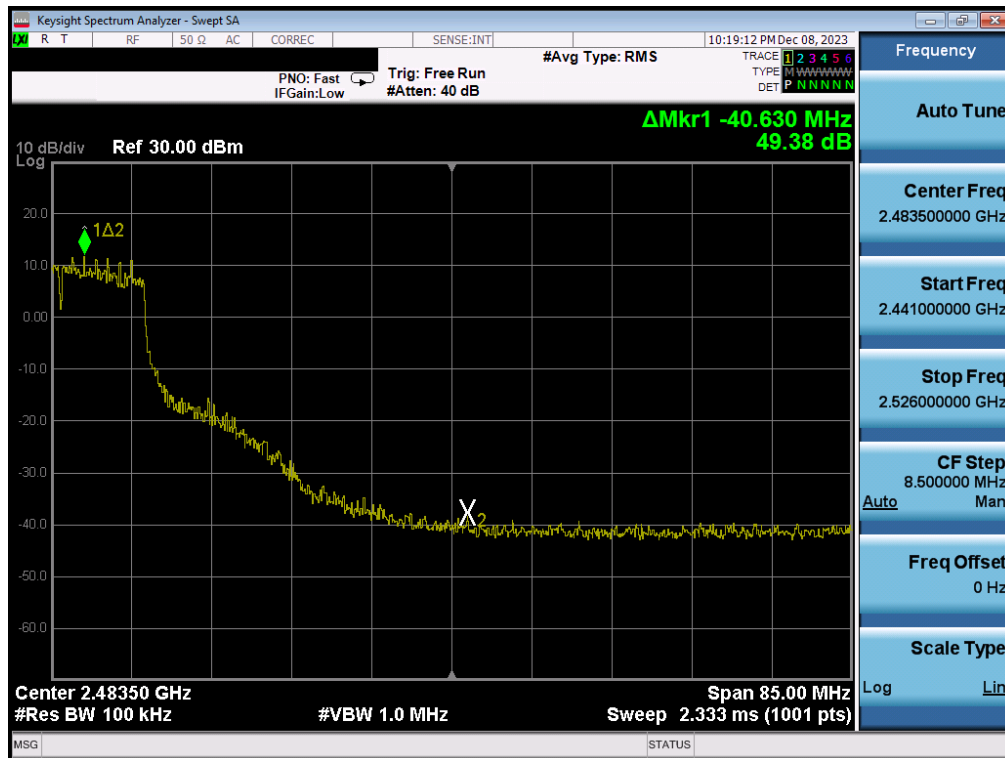 Keysight Spectrum Analyzer - Swept SA
LXI R T RF 50 Ω AC CORREC SENSE:INT 10:19:12 PM Dec 08, 2023
Frequency
PNO: Fast
IFGain:Low
Trig: Free Run
#Atten: 40 dB
#Avg Type: RMS
TRACE 1 2 3 4 5 6
TYPE M WWWWW
DET P N N N N N
ΔMkr1 -40.630 MHz
49.38 dB
10 dB/div Ref 30.00 dBm
Log
20.0
10.0
0.00
-10.0
-20.0
-30.0
-40.0
-50.0
-60.0
1Δ2
X2
Center 2.48350 GHz Span 85.00 MHz
#Res BW 100 kHz #VBW 1.0 MHz Sweep 2.333 ms (1001 pts)
Auto Tune
Center Freq
2.483500000 GHz
Start Freq
2.441000000 GHz
Stop Freq
2.526000000 GHz
CF Step
8.500000 MHz
Auto Man
Freq Offset
0 Hz
Scale Type
Log Lin
MSG STATUS